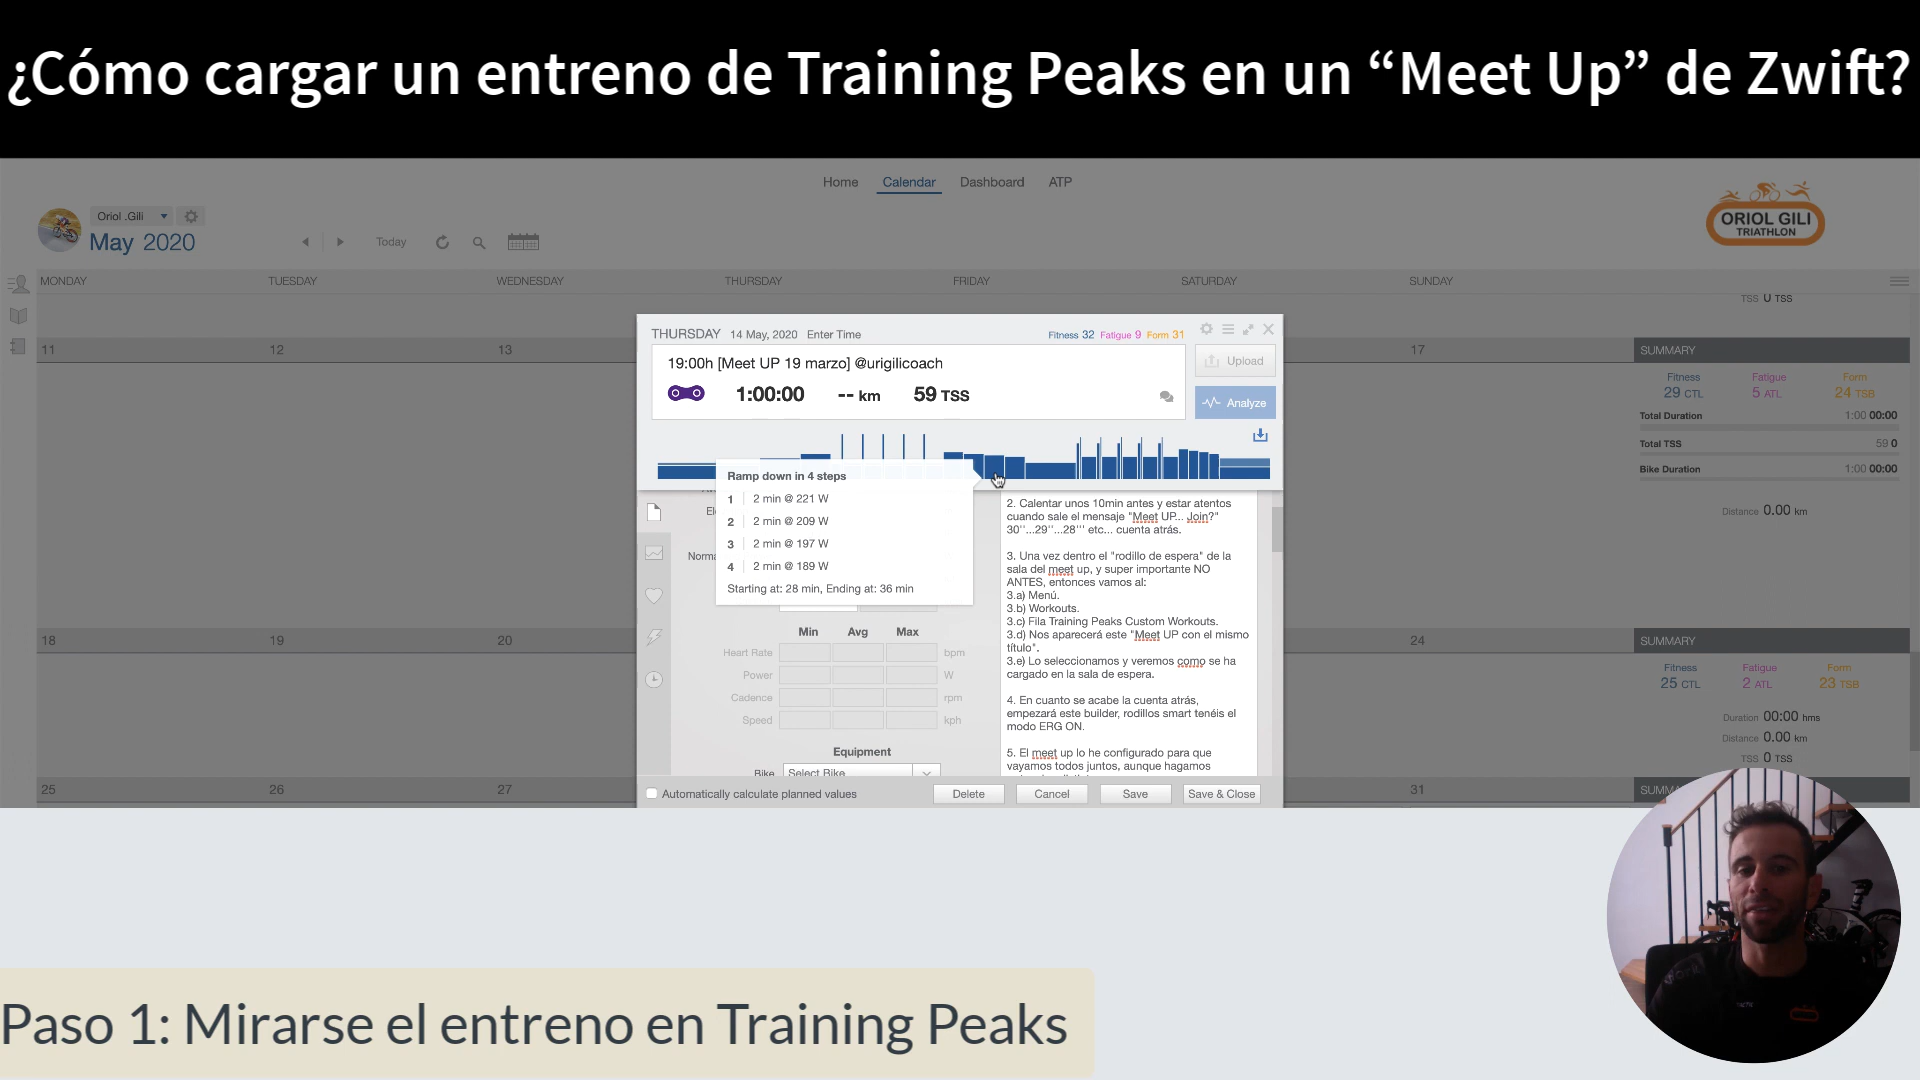 ¿Cómo cargar un entreno de Training Peaks en un “Meet Up” de Zwift?
Home Calendar Dashboard ATP
Oriol .Gili
May 2020
Today
ORIOL GILI
TRIATHLON
MONDAY TUESDAY WEDNESDAY THURSDAY FRIDAY SATURDAY SUNDAY
TSS 0 TSS
11 12 13 17
SUMMARY
Fitness Fatigue Form
29 CTL 5 ATL 24 TSB
Total Duration 1:00 00:00
Total TSS 59 0
Bike Duration 1:00 00:00
Distance 0.00 km
THURSDAY 14 May, 2020 Enter Time
Fitness 32 Fatigue 9 Form 31
19:00h [Meet UP 19 marzo] @urigilicoach
1:00:00 -- km 59 TSS
Upload
Analyze
Ramp down in 4 steps
1 2 min @ 221 W
2 2 min @ 209 W
3 2 min @ 197 W
4 2 min @ 189 W
Starting at: 28 min, Ending at: 36 min
Min Avg Max
Heart Rate bpm
Power W
Cadence rpm
Speed kph
Equipment
Bike Select Bike
2. Calentar unos 10min antes y estar atentos
cuando sale el mensaje "Meet UP... Join?"
30''...29''...28''' etc... cuenta atrás.
3. Una vez dentro el "rodillo de espera" de la
sala del meet up, y super importante NO
ANTES, entonces vamos al:
3.a) Menú.
3.b) Workouts.
3.c) Fila Training Peaks Custom Workouts.
3.d) Nos aparecerá este "Meet UP con el mismo
título".
3.e) Lo seleccionamos y veremos como se ha
cargado en la sala de espera.
4. En cuanto se acabe la cuenta atrás,
empezará este builder, rodillos smart tenéis el
modo ERG ON.
5. El meet up lo he configurado para que
vayamos todos juntos, aunque hagamos
Automatically calculate planned values
Delete Cancel Save Save & Close
18 19 20 24
SUMMARY
Fitness Fatigue Form
25 CTL 2 ATL 23 TSB
Duration 00:00 hms
Distance 0.00 km
TSS 0 TSS
25 26 27 31
Paso 1: Mirarse el entreno en Training Peaks